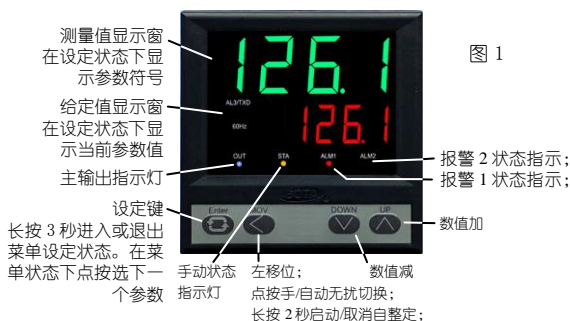 测量值显示窗
在设定状态下显
示参数符号
图 1
126.1
给定值显示窗
在设定状态下显
示当前参数值
AL3/TXD
60Hz
126.1
主输出指示灯
OUT
STA
ALM1
ALM2
报警 2 状态指示；
报警 1 状态指示；
设定键
长按 3 秒进入或退出
菜单设定状态。在菜
单状态下点按选下一
个参数
Enter
MOV
DOWN
UP
数值加
手动状态
指示灯
左移位；
点按手/自动无扰切换；
长按 2 秒启动/取消自整定；
数值减